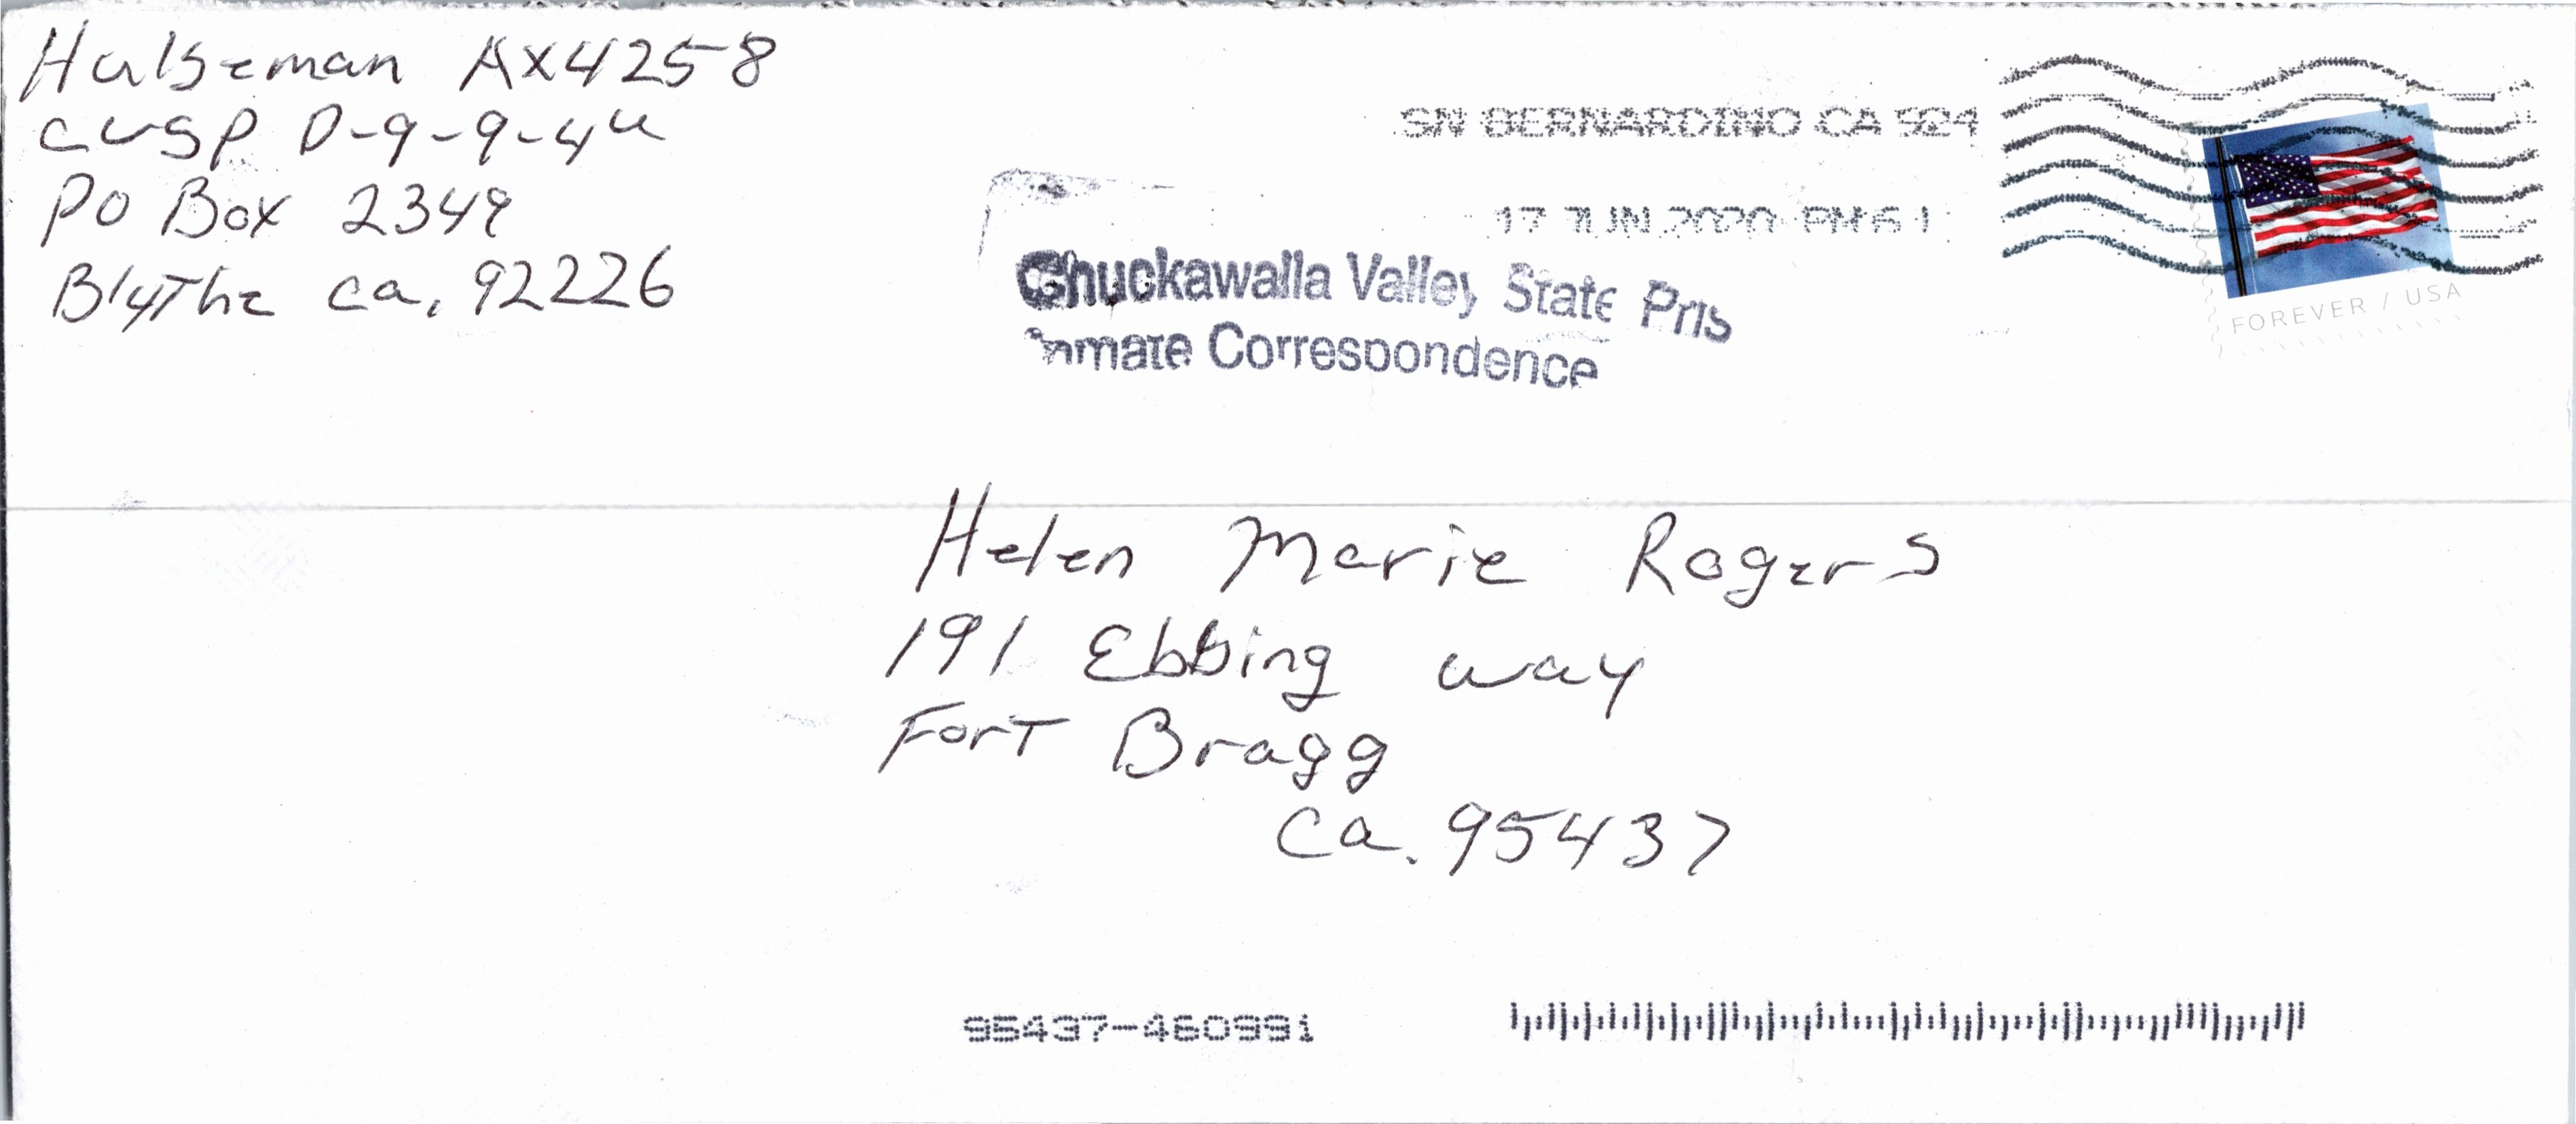 Hulseman AX4258
CVSP D-9-9-4u
PO Box 2349
Blythe ca, 92226
SN BERNARDINO CA 924
17 JUN 2020 PM 6 L
Chuckawalla Valley State Pris
Inmate Correspondence
FOREVER / USA
Helen Marie Rogers
191 Ebbing way
Fort Bragg
Ca. 95437
95437-460991